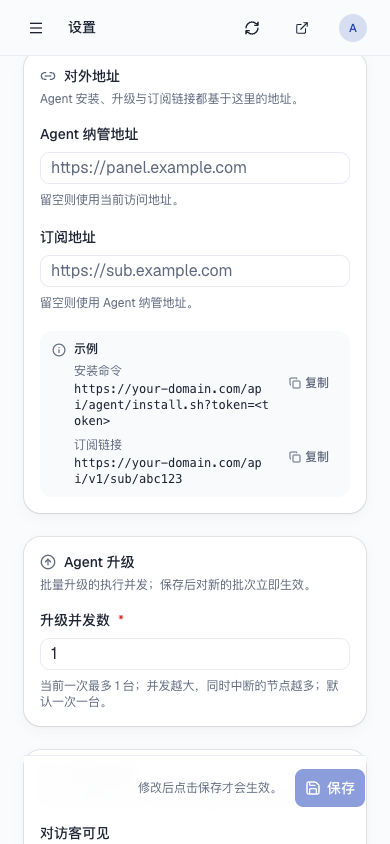 设置
A
对外地址
Agent 安装、升级与订阅链接都基于这里的地址。
Agent 纳管地址
https://panel.example.com
留空则使用当前访问地址。
订阅地址
https://sub.example.com
留空则使用 Agent 纳管地址。
示例
安装命令
https://your-domain.com/ap
i/agent/install.sh?token=<t
oken>
复制
订阅链接
https://your-domain.com/ap
i/v1/sub/abc123
复制
Agent 升级
批量升级的执行并发；保存后对新的批次立即生效。
升级并发数 *
1
当前一次最多 1 台；并发越大，同时中断的节点越多；默
认一次一台。
修改后点击保存才会生效。
保存
对访客可见